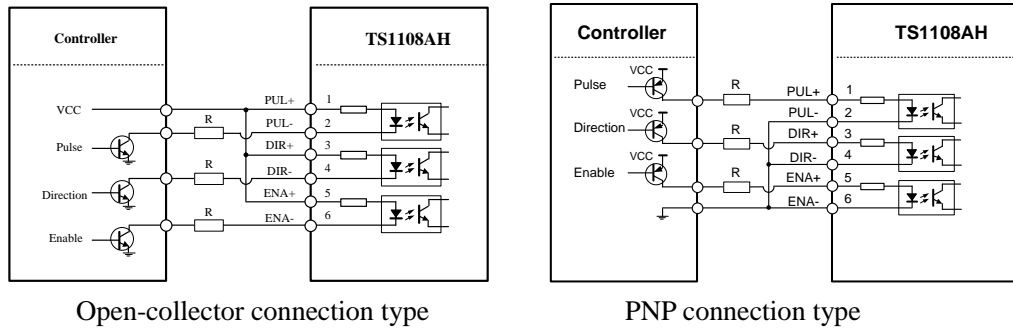 Controller
TS1108AH
VCC
PUL+
1
R
PUL-
2
Pulse
DIR+
3
R
DIR-
4
Direction
ENA+
5
R
ENA-
6
Enable
Open-collector connection type
Controller
TS1108AH
VCC
Pulse
R
PUL+
1
PUL-
2
VCC
Direction
R
DIR+
3
DIR-
4
VCC
Enable
R
ENA+
5
ENA-
6
PNP connection type